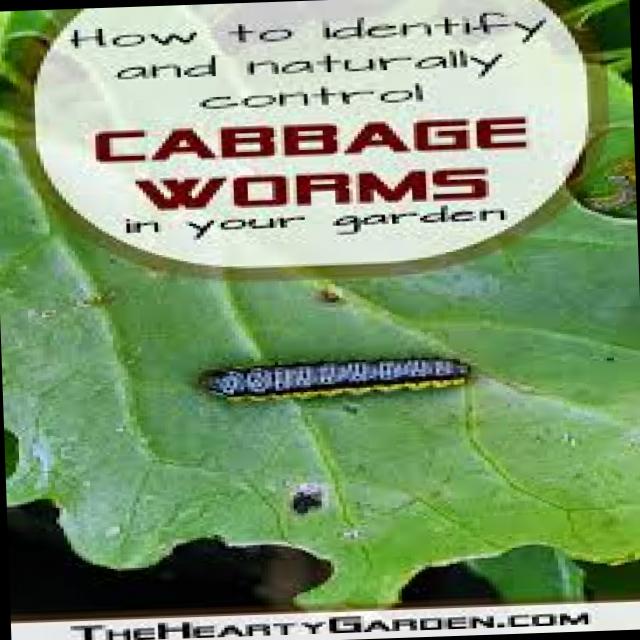 How to identify
and naturally
control
CABBAGE
WORMS
in your garden
TheHeartyGarden.com